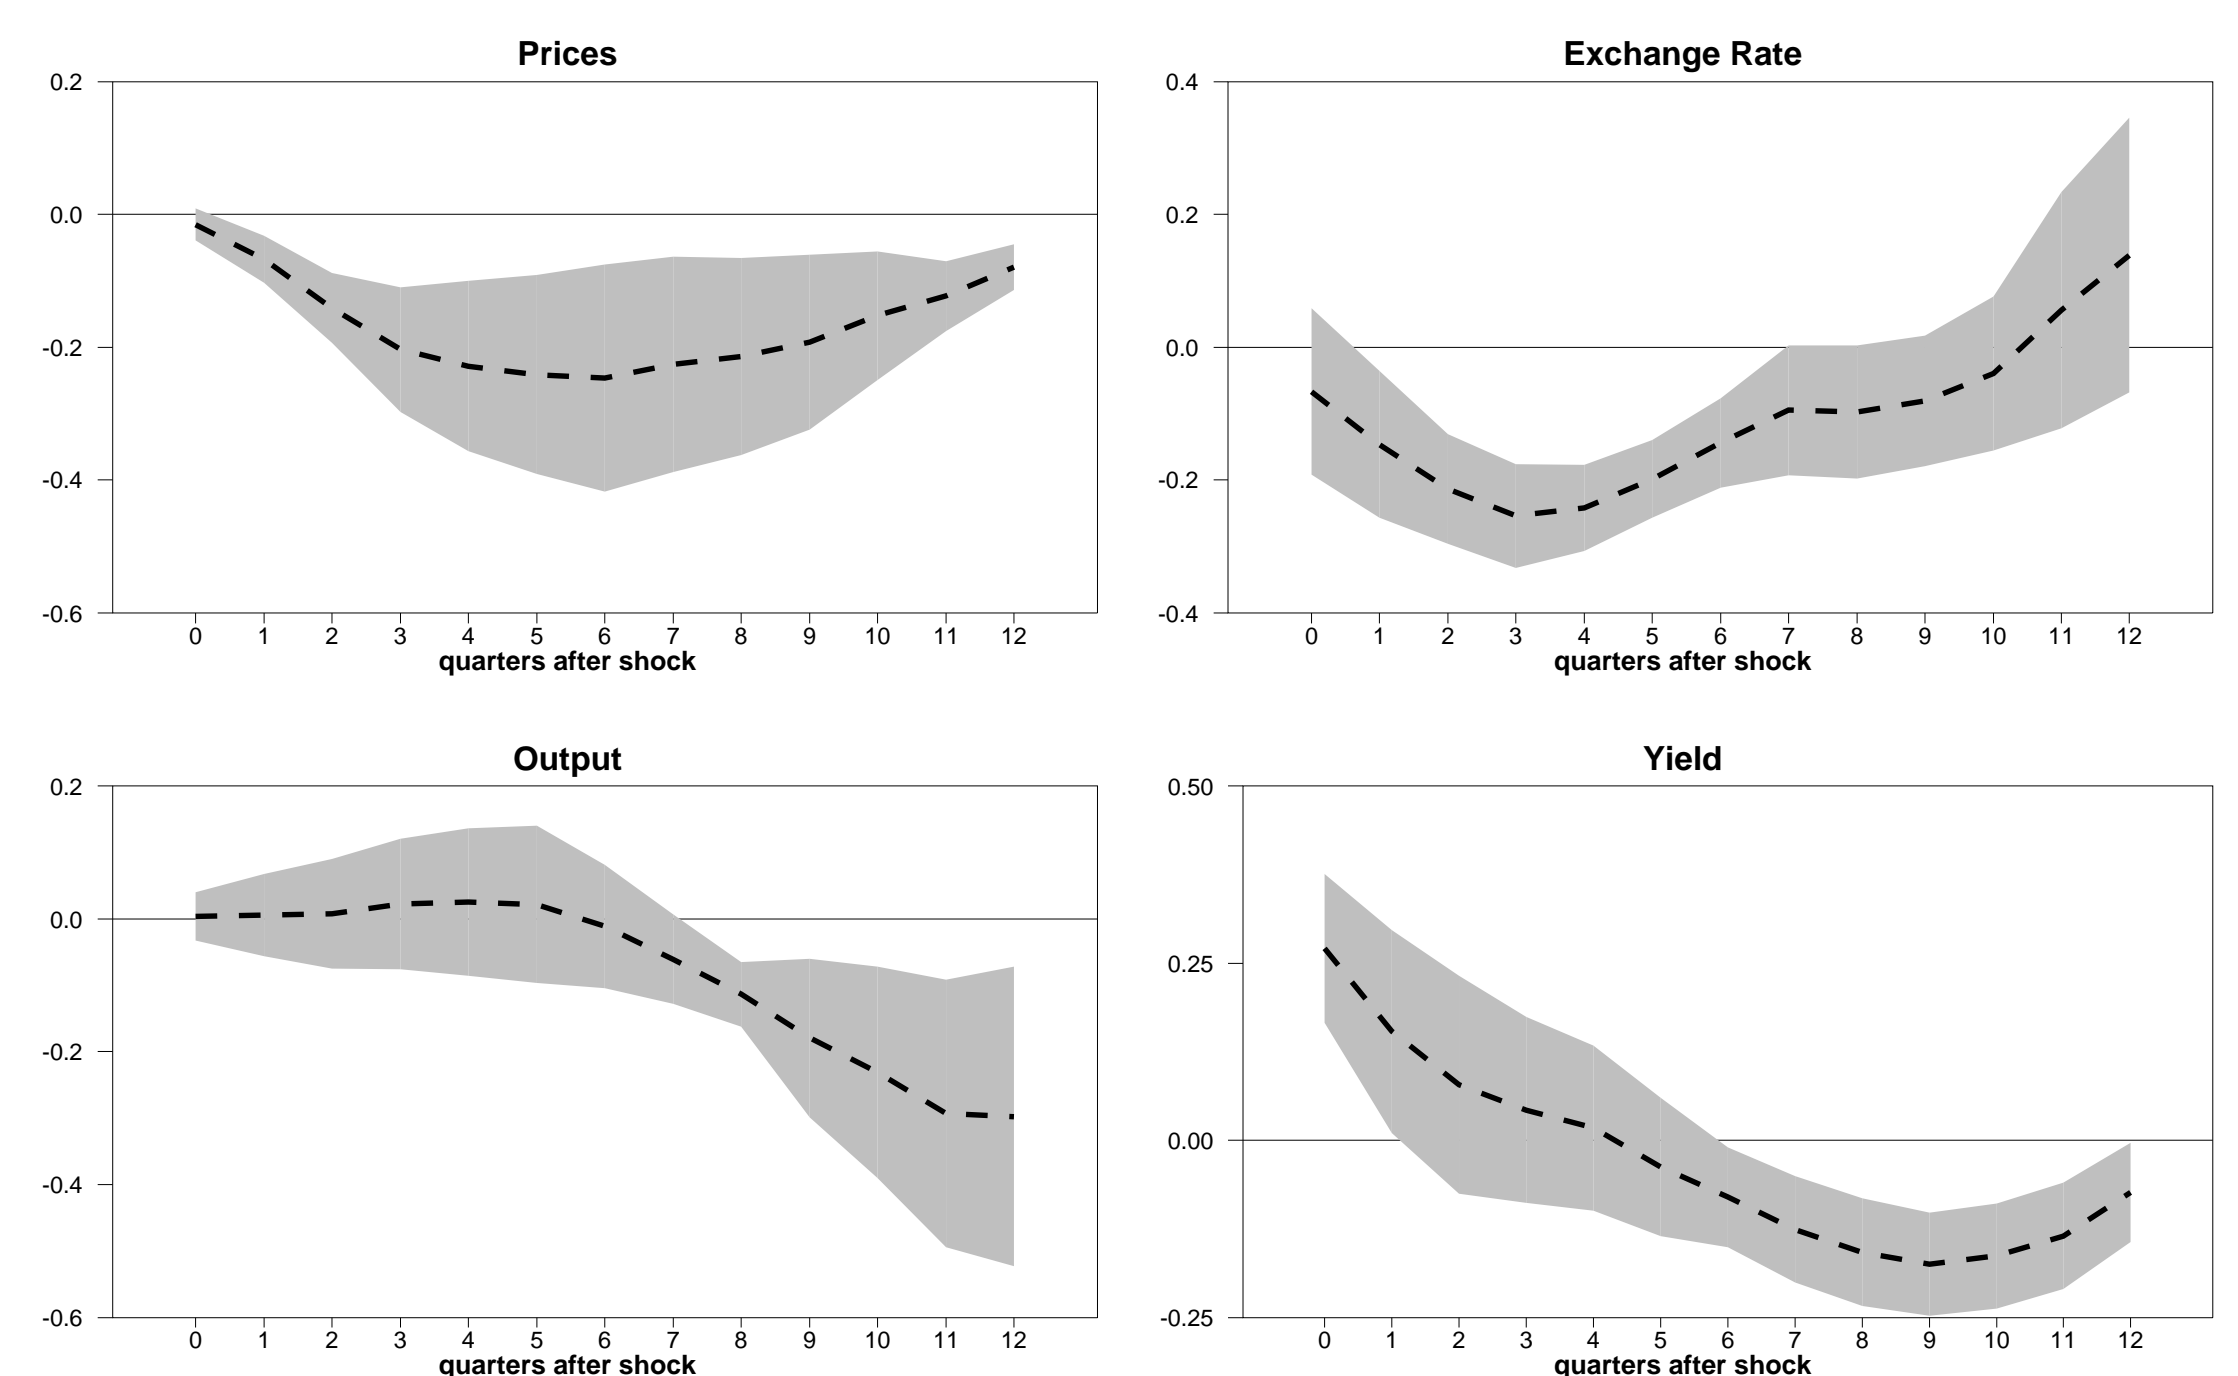 Prices
0.2
0.0
-0.2
-0.4
-0.6
0 1 2 3 4 5 6 7 8 9 10 11 12
quarters after shock
Exchange Rate
0.4
0.2
0.0
-0.2
-0.4
0 1 2 3 4 5 6 7 8 9 10 11 12
quarters after shock
Output
0.2
0.0
-0.2
-0.4
-0.6
0 1 2 3 4 5 6 7 8 9 10 11 12
quarters after shock
Yield
0.50
0.25
0.00
-0.25
0 1 2 3 4 5 6 7 8 9 10 11 12
quarters after shock